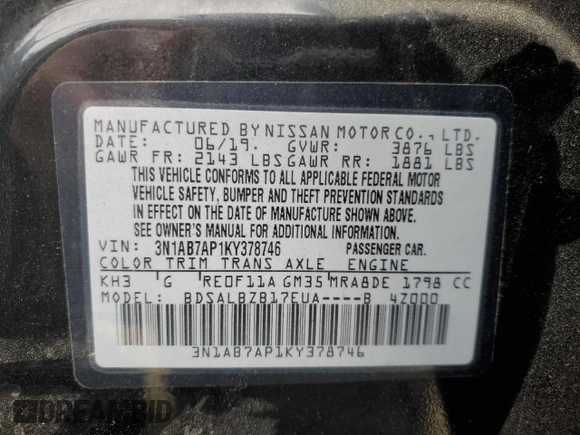 MANUFACTURED BY NISSAN MOTOR CO., LTD.
DATE: 06/19. GVWR: 3876 LBS
GAWR FR: 2143 LBS GAWR RR: 1881 LBS
THIS VEHICLE CONFORMS TO ALL APPLICABLE FEDERAL MOTOR
VEHICLE SAFETY, BUMPER AND THEFT PREVENTION STANDARDS
IN EFFECT ON THE DATE OF MANUFACTURE SHOWN ABOVE.
SEE OWNER'S MANUAL FOR ADDITIONAL INFORMATION.
VIN: 3N1AB7AP1KY378746 PASSENGER CAR.
COLOR TRIM TRANS AXLE ENGINE
KH3 G RE0F11A GM35 MRA8DE 1798 CC
MODEL: BDSALBZB17EUA----B 4Z000
3N1AB7AP1KY378746
DREAMBID